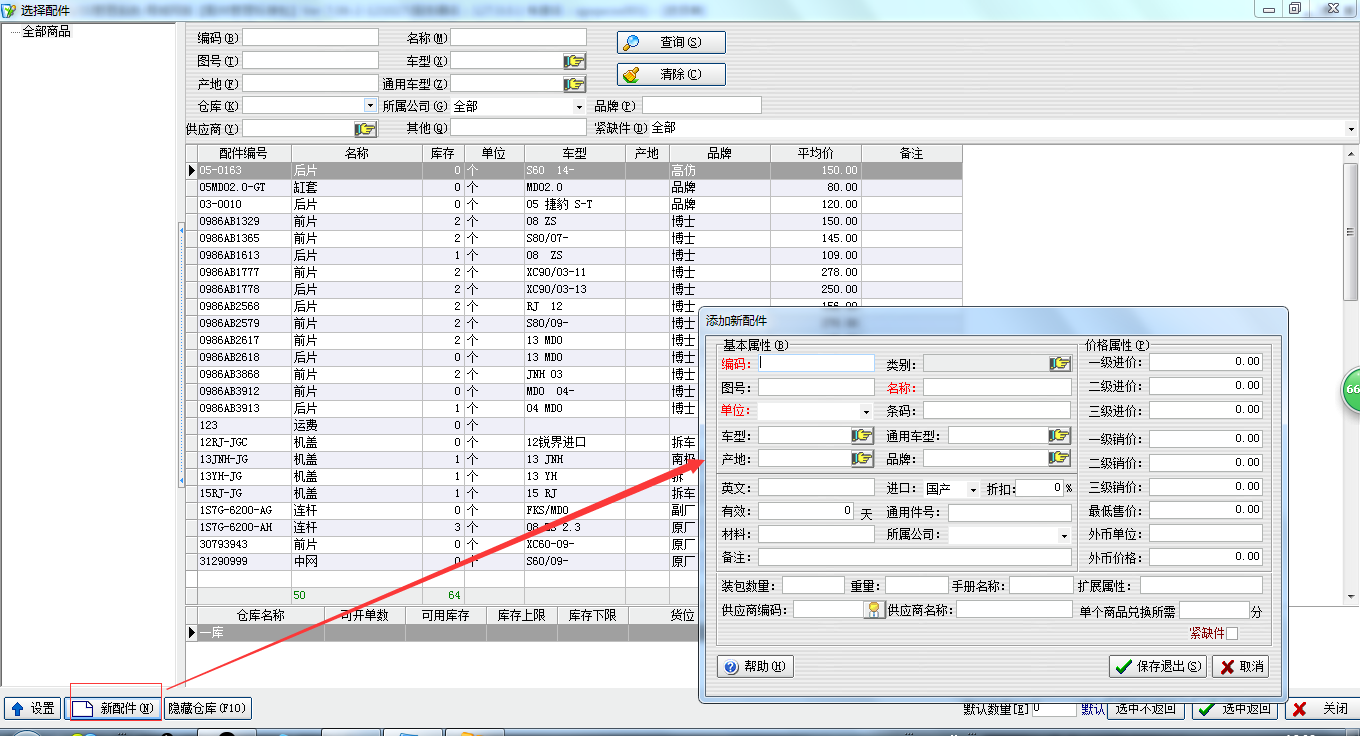 选择配件
全部商品
编码(B) 名称(M) 查询(S)
图号(T) 车型(X)
产地(F) 通用车型(Z) 清除(C)
仓库(K) 所属公司(G) 全部 品牌(P)
供应商(Y) 其他(Q) 紧缺件(D) 全部
配件编号 名称 库存 单位 车型 产地 品牌 平均价 备注
05-0163 后片 0 个 S60 14- 高仿 150.00
05MD02.0-GT 缸套 0 个 MD02.0 品牌 80.00
03-0010 后片 0 个 05 捷豹 S-T 品牌 120.00
0986AB1329 前片 2 个 08 ZS 博士 150.00
0986AB1365 前片 2 个 S80/07- 博士 145.00
0986AB1613 后片 1 个 08 ZS 博士 109.00
0986AB1777 前片 2 个 XC90/03-11 博士 278.00
0986AB1778 后片 2 个 XC90/03-13 博士 250.00
0986AB2568 后片 2 个 RJ 12 博士 156.00
0986AB2579 前片 2 个 S80/09- 博士
0986AB2617 前片 2 个 13 MDO 博士
0986AB2618 后片 0 个 13 MDO 博士
0986AB3868 前片 2 个 JNH 03 博士
0986AB3912 前片 0 个 MDO 04- 博士
0986AB3913 后片 1 个 04 MDO 博士
123 运费 0 个
12RJ-JGC 机盖 0 个 12锐界进口 拆车
13JNH-JG 机盖 1 个 13 JNH 南极
13YH-JG 机盖 1 个 13 YH 拆
15RJ-JG 机盖 1 个 15 RJ 拆车
1S7G-6200-AG 连杆 0 个 FKS/MDO 副厂
1S7G-6200-AH 连杆 3 个 08 ZS 2.3 原厂
30793943 前片 0 个 XC60-09- 原厂
31290999 中网 0 个 S60/09- 原厂
50 64
仓库名称 可开单数 可用库存 库存上限 库存下限 货位
一库
添加新配件
基本属性(B) 价格属性(P)
编码: 类别: 一级进价: 0.00
图号: 名称: 二级进价: 0.00
单位: 条码: 三级进价: 0.00
车型: 通用车型: 一级销价: 0.00
产地: 品牌: 二级销价: 0.00
英文: 进口: 国产 折扣: 0 % 三级销价: 0.00
有效: 0 天 通用件号: 最低售价: 0.00
材料: 所属公司: 外币单位:
备注: 外币价格: 0.00
装包数量: 重量: 手册名称: 扩展属性:
供应商编码: 供应商名称: 单个商品兑换所需 分
紧缺件
帮助(H) 保存退出(S) 取消
66
设置 新配件(N) 隐藏仓库(F10) 默认数量[E] 0 默认 选中不返回 选中返回 关闭